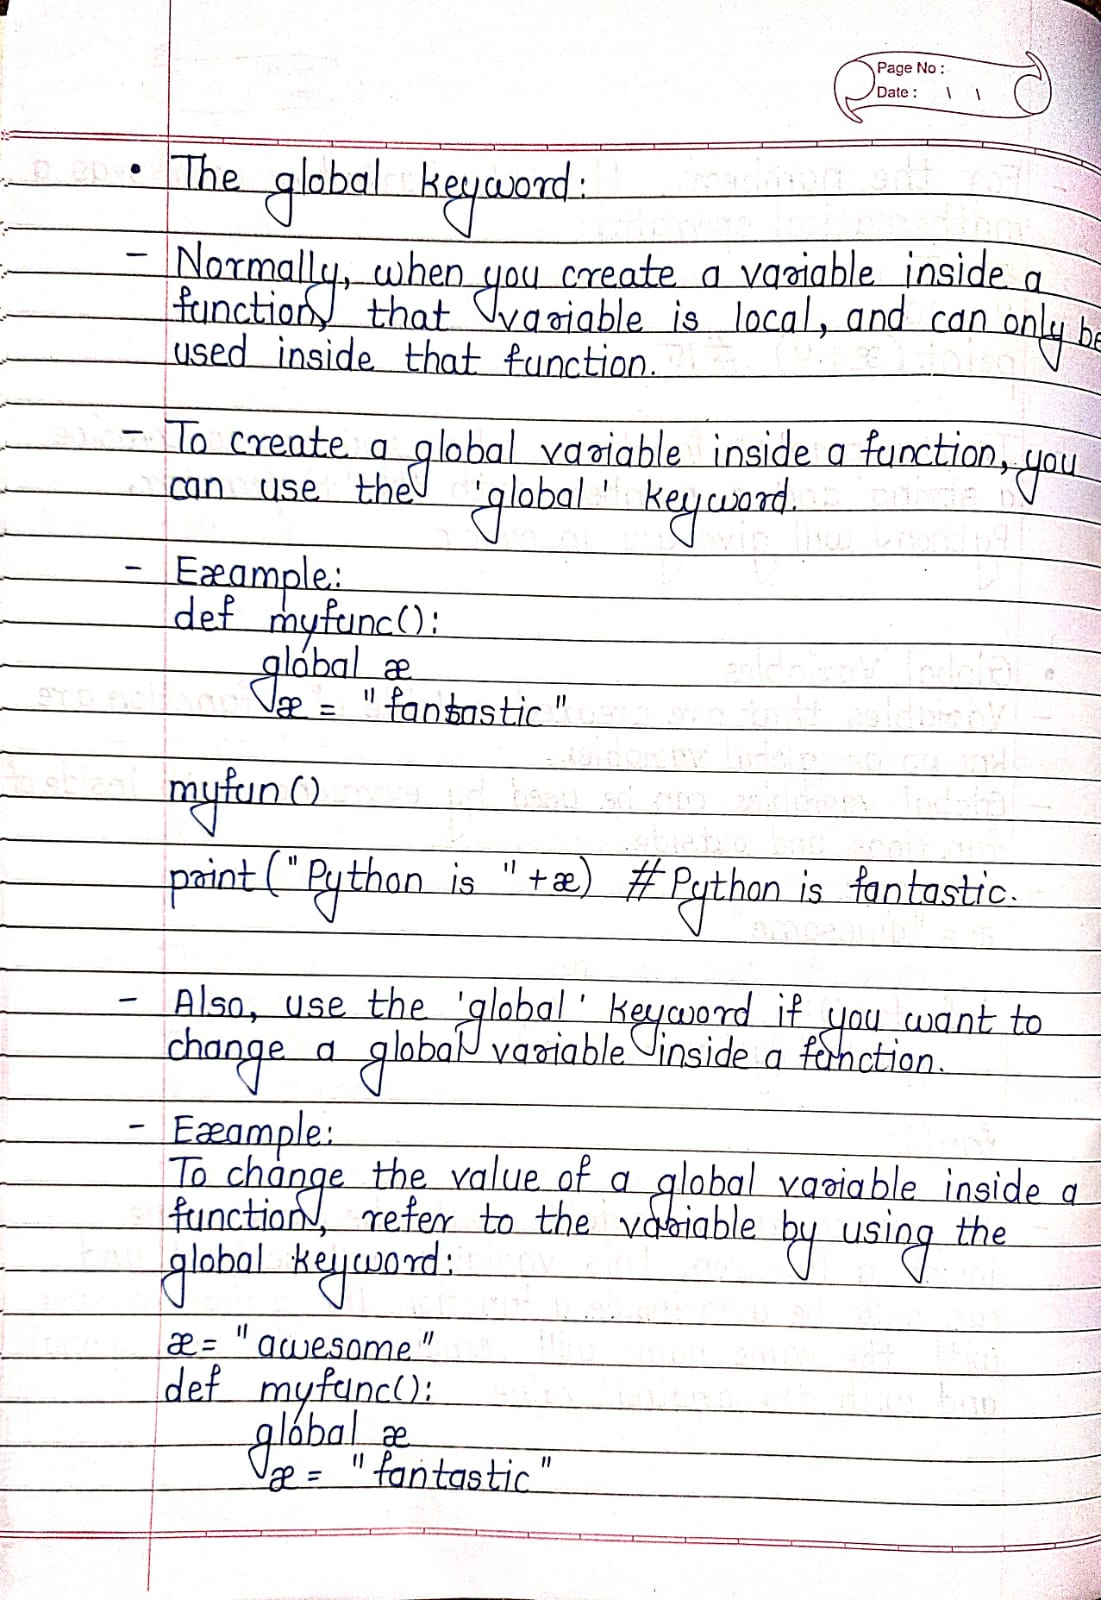 Page No :
Date : \ \
• The global keyword:
- Normally, when you create a variable inside a
function, that variable is local, and can only be
used inside that function.
- To create a global variable inside a function, you
can use the 'global' keyword.
- Example:
def myfunc():
global x
x = "fantastic"
myfun()
print("Python is "+x) #Python is fantastic.
- Also, use the 'global' keyword if you want to
change a global variable inside a function.
- Example:
To change the value of a global variable inside a
function, refer to the variable by using the
global keyword:
x = "awesome"
def myfunc():
global x
x = "fantastic"